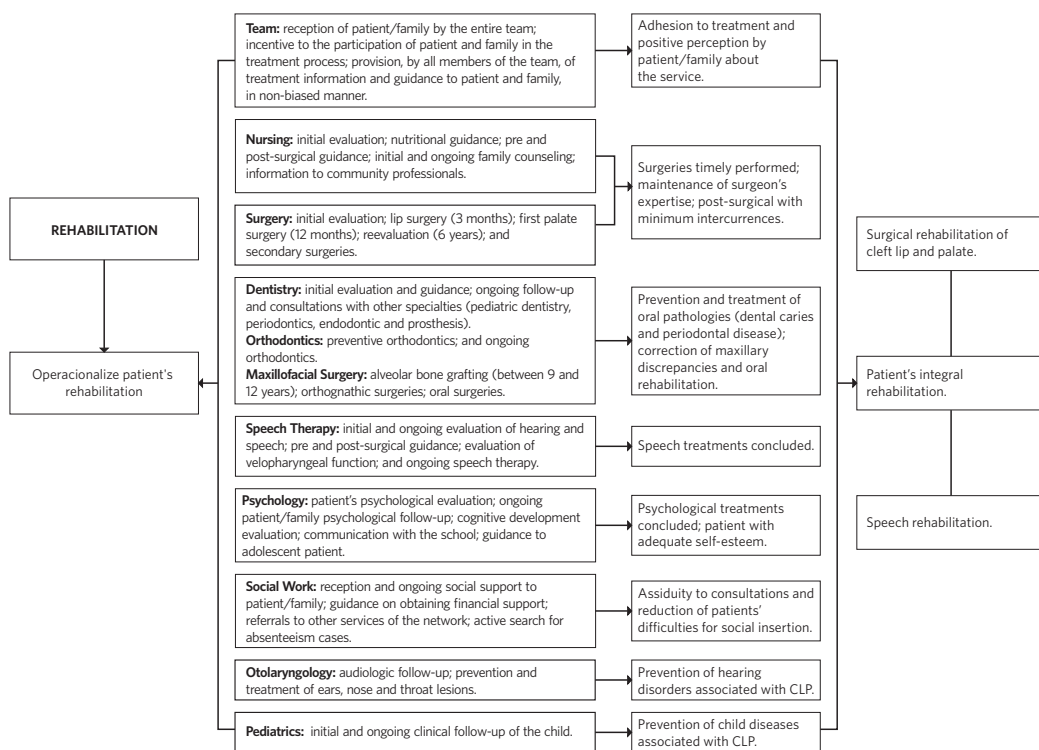 Team: reception of patient/family by the entire team;
incentive to the participation of patient and family in the
treatment process; provision, by all members of the team, of
treatment information and guidance to patient and family,
in non-biased manner.
Adhesion to treatment and
positive perception by
patient/family about
the service.
Nursing: initial evaluation; nutritional guidance; pre and
post-surgical guidance; initial and ongoing family counseling;
information to community professionals.
Surgeries timely performed;
maintenance of surgeon's
expertise; post-surgical with
minimum intercurrences.
REHABILITATION
Surgery: initial evaluation; lip surgery (3 months); first palate
surgery (12 months); reevaluation (6 years); and
secondary surgeries.
Surgical rehabilitation of
cleft lip and palate.
Dentistry: initial evaluation and guidance; ongoing follow-up
and consultations with other specialties (pediatric dentistry,
periodontics, endodontic and prosthesis).
Orthodontics: preventive orthodontics; and ongoing
orthodontics.
Maxillofacial Surgery: alveolar bone grafting (between 9 and
12 years); orthognathic surgeries; oral surgeries.
Prevention and treatment of
oral pathologies (dental caries
and periodontal disease);
correction of maxillary
discrepancies and oral
rehabilitation.
Operacionalize patient's
rehabilitation
Patient's integral
rehabilitation.
Speech Therapy: initial and ongoing evaluation of hearing and
speech; pre and post-surgical guidance; evaluation of
velopharyngeal function; and ongoing speech therapy.
Speech treatments concluded.
Psychology: patient's psychological evaluation; ongoing
patient/family psychological follow-up; cognitive development
evaluation; communication with the school; guidance to
adolescent patient.
Psychological treatments
concluded; patient with
adequate self-esteem.
Speech rehabilitation.
Social Work: reception and ongoing social support to
patient/family; guidance on obtaining financial support;
referrals to other services of the network; active search for
absenteeism cases.
Assiduity to consultations and
reduction of patients'
difficulties for social insertion.
Otolaryngology: audiologic follow-up; prevention and
treatment of ears, nose and throat lesions.
Prevention of hearing
disorders associated with CLP.
Pediatrics: initial and ongoing clinical follow-up of the child.
Prevention of child diseases
associated with CLP.